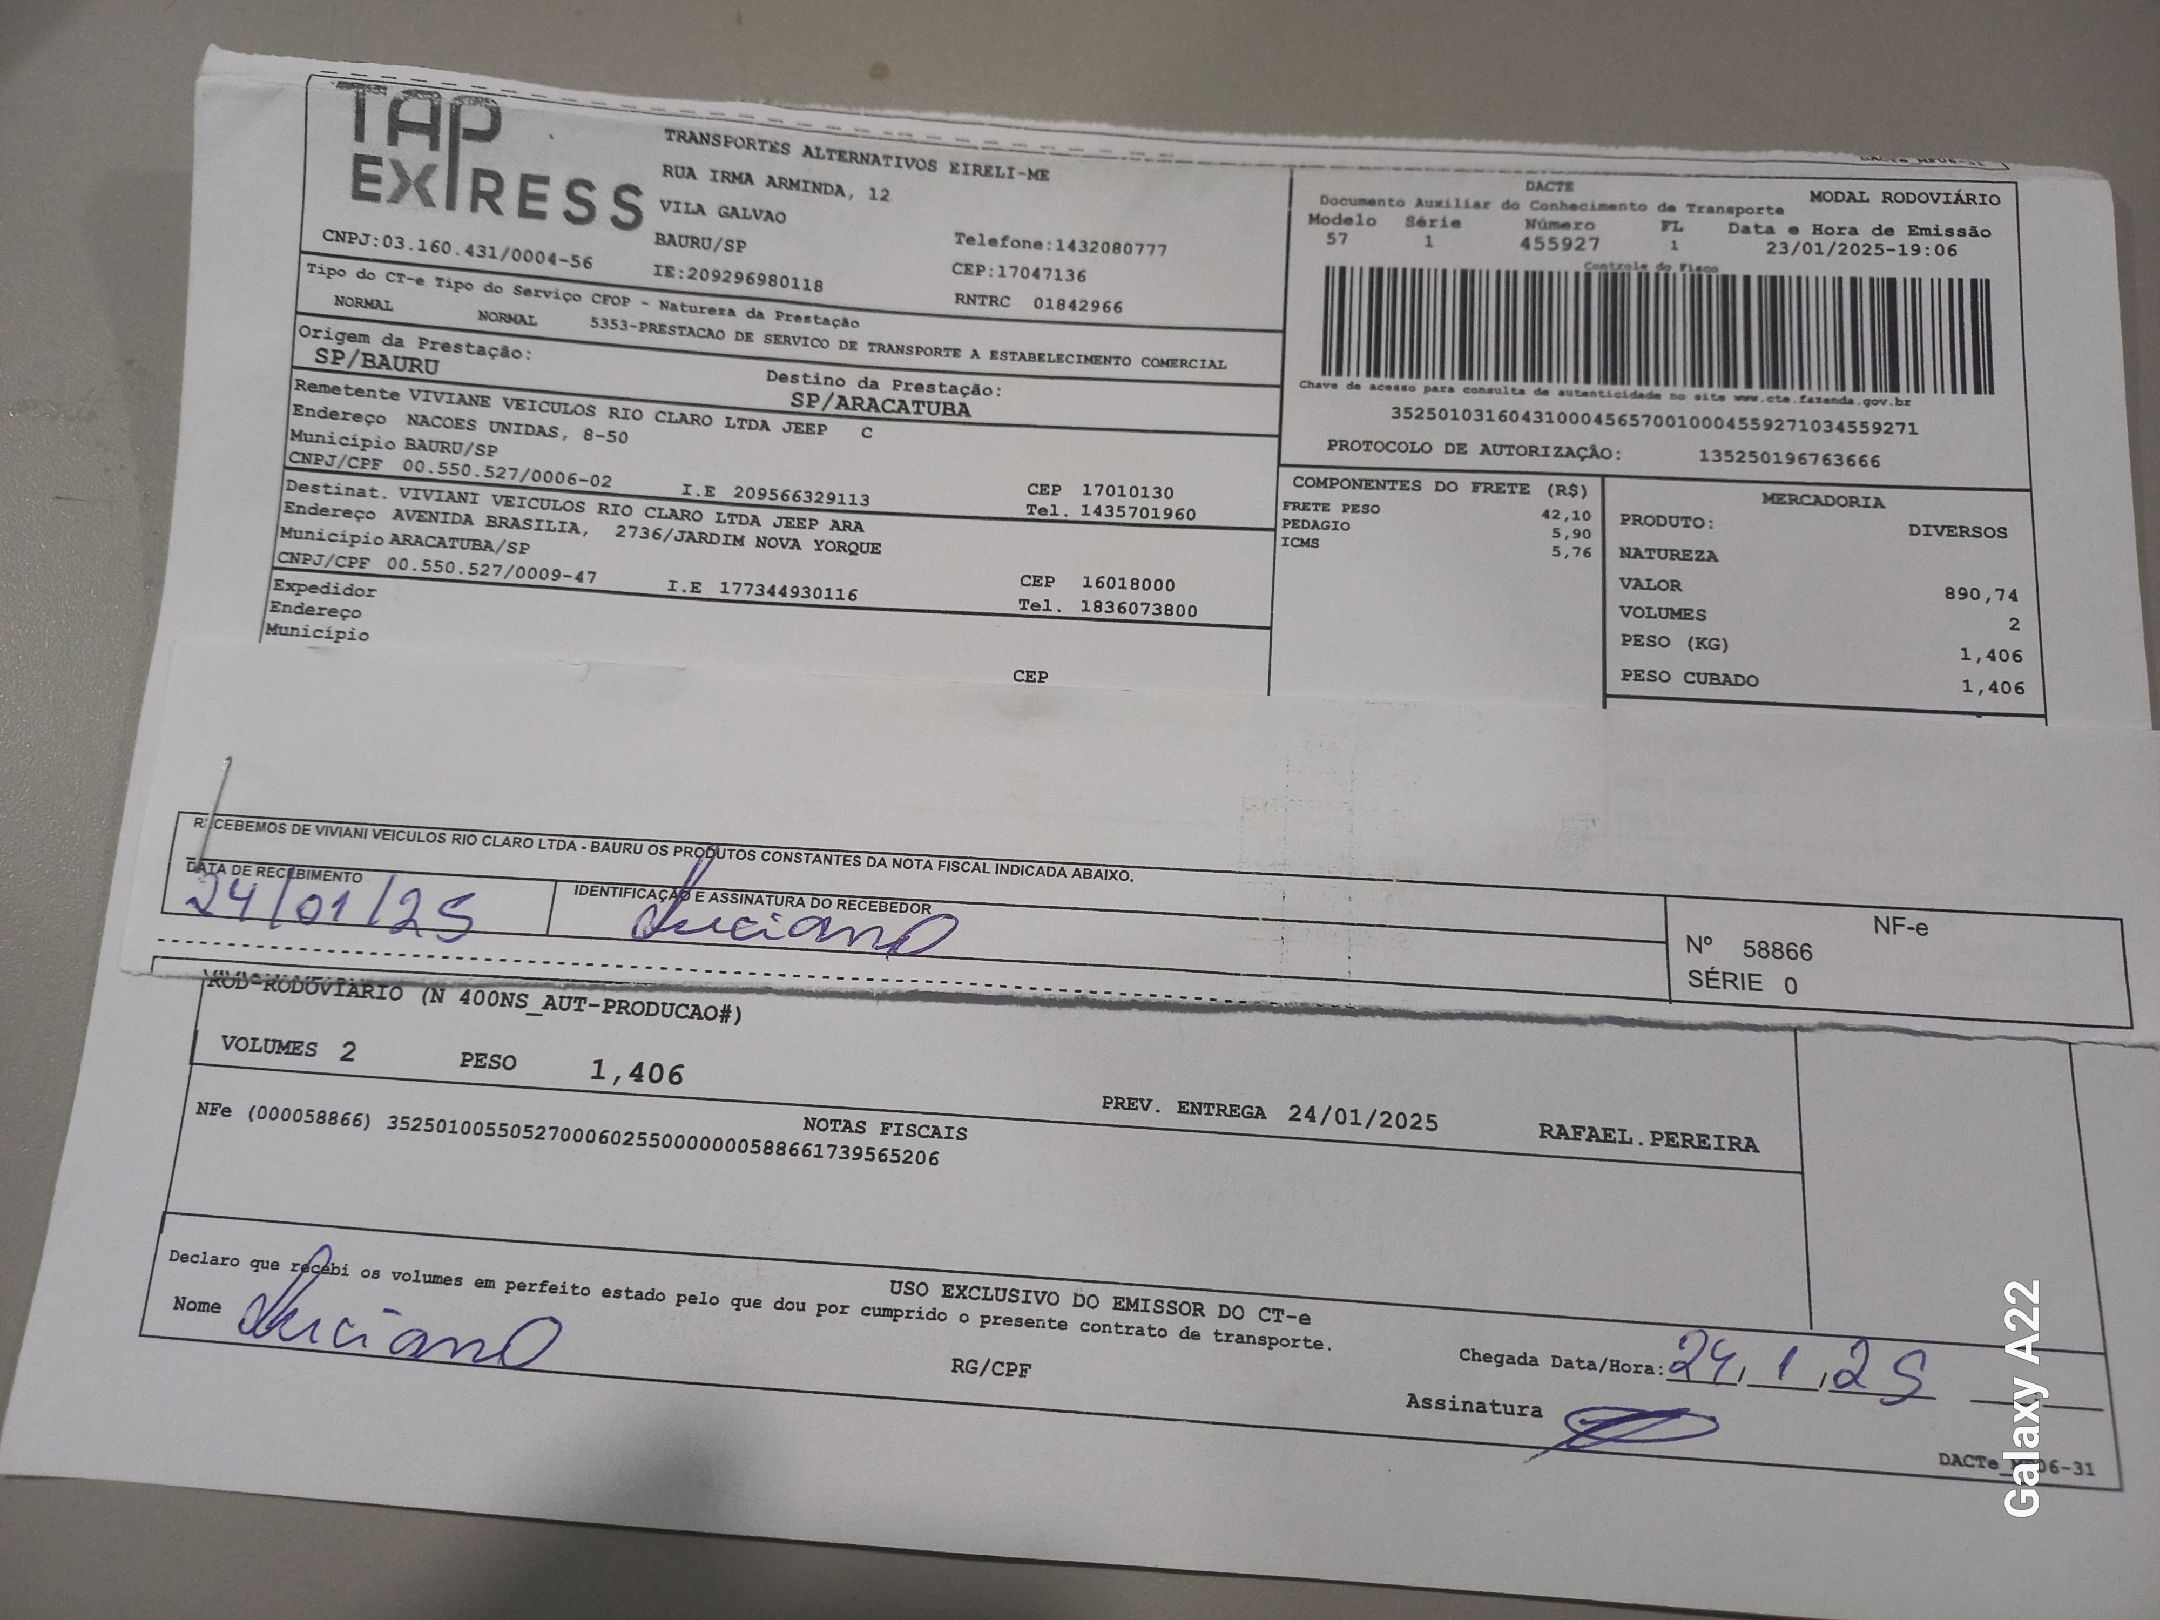 TAP
EXPRESS
TRANSPORTES ALTERNATIVOS EIRELI-ME
RUA IRMA ARMINDA, 12
VILA GALVAO
BAURU/SP
Telefone:1432080777
CNPJ:03.160.431/0004-56
IE:209296980118
CEP:17047136
RNTRC 01842966
DACTE
MODAL RODOVIÁRIO
Documento Auxiliar do Conhecimento de Transporte
Modelo Série Número FL Data e Hora de Emissão
57 1 455927 1 23/01/2025-19:06
Controle do Fisco
Chave de acesso para consulta de autenticidade no site www.cte.fazenda.gov.br
35250103160431000456570010004559271034559271
PROTOCOLO DE AUTORIZAÇÃO: 135250196763666
Tipo do CT-e Tipo do Serviço CFOP - Natureza da Prestação
NORMAL NORMAL 5353-PRESTACAO DE SERVICO DE TRANSPORTE A ESTABELECIMENTO COMERCIAL
Origem da Prestação: Destino da Prestação:
SP/BAURU SP/ARACATUBA
Remetente VIVIANE VEICULOS RIO CLARO LTDA JEEP C
Endereço NACOES UNIDAS, 8-50
Município BAURU/SP CEP 17010130
CNPJ/CPF 00.550.527/0006-02 I.E 209566329113 Tel. 1435701960
Destinat. VIVIANI VEICULOS RIO CLARO LTDA JEEP ARA
Endereço AVENIDA BRASILIA, 2736/JARDIM NOVA YORQUE
Município ARACATUBA/SP CEP 16018000
CNPJ/CPF 00.550.527/0009-47 I.E 177344930116 Tel. 1836073800
Expedidor
Endereço
Município
CEP
COMPONENTES DO FRETE (R$)
FRETE PESO 42,10
PEDAGIO 5,90
ICMS 5,76
MERCADORIA
PRODUTO: DIVERSOS
NATUREZA
VALOR 890,74
VOLUMES 2
PESO (KG) 1,406
PESO CUBADO 1,406
RECEBEMOS DE VIVIANI VEICULOS RIO CLARO LTDA - BAURU OS PRODUTOS CONSTANTES DA NOTA FISCAL INDICADA ABAIXO.
DATA DE RECEBIMENTO IDENTIFICAÇÃO E ASSINATURA DO RECEBEDOR
24/01/25 Luciano
NF-e
Nº 58866
SÉRIE 0
ROD-RODOVIÁRIO (N 400NS_AUT-PRODUCAO#)
VOLUMES 2 PESO 1,406
PREV. ENTREGA 24/01/2025 RAFAEL.PEREIRA
NOTAS FISCAIS
NFe (000058866) 35250100550527000602550000000588661739565206
USO EXCLUSIVO DO EMISSOR DO CT-e
Declaro que recebi os volumes em perfeito estado pelo que dou por cumprido o presente contrato de transporte.
Nome Luciano RG/CPF
Chegada Data/Hora: 24, 1, 25
Assinatura
Galaxy A22